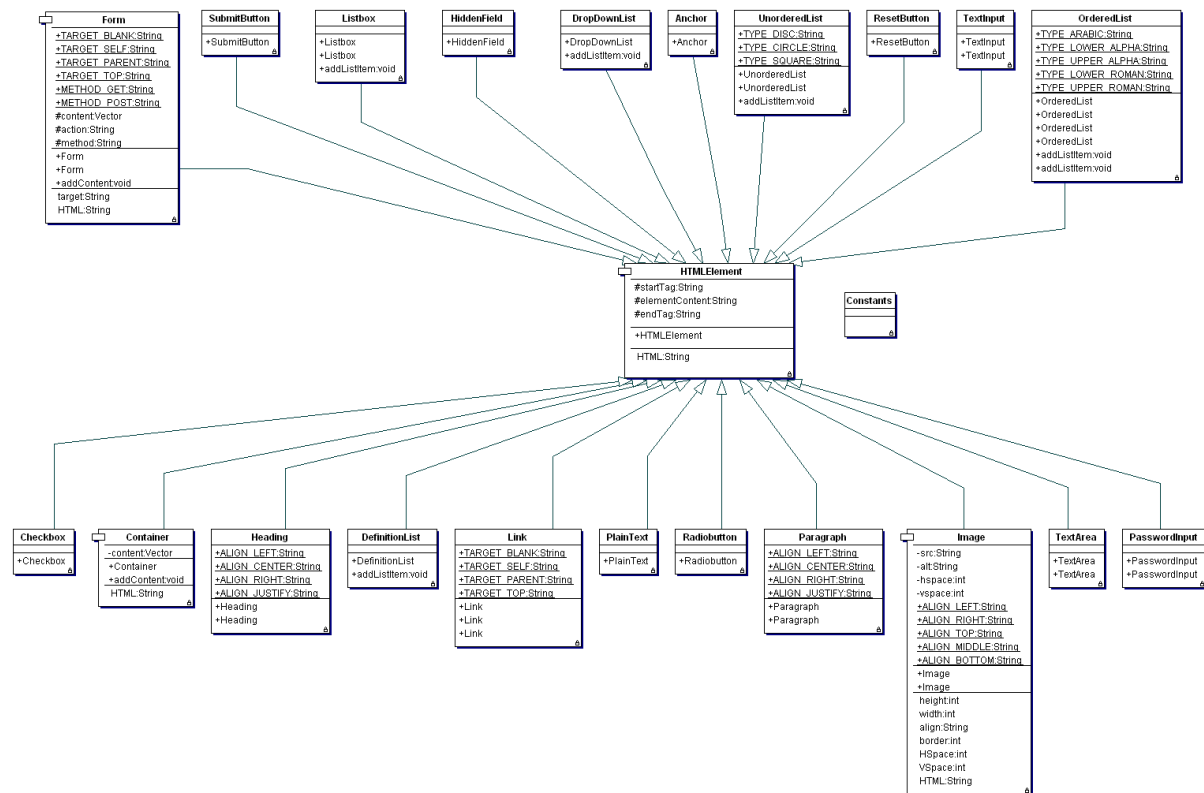 Form
+TARGET_BLANK:String
+TARGET_SELF:String
+TARGET_PARENT:String
+TARGET_TOP:String
+METHOD_GET:String
+METHOD_POST:String
#content:Vector
#action:String
#method:String
+Form
+Form
+addContent:void
target:String
HTML:String
SubmitButton
+SubmitButton
Listbox
+Listbox
+Listbox
+addListItem:void
HiddenField
+HiddenField
DropDownList
+DropDownList
+addListItem:void
Anchor
+Anchor
UnorderedList
+TYPE_DISC:String
+TYPE_CIRCLE:String
+TYPE_SQUARE:String
+UnorderedList
+UnorderedList
+addListItem:void
ResetButton
+ResetButton
TextInput
+TextInput
+TextInput
OrderedList
+TYPE_ARABIC:String
+TYPE_LOWER_ALPHA:String
+TYPE_UPPER_ALPHA:String
+TYPE_LOWER_ROMAN:String
+TYPE_UPPER_ROMAN:String
+OrderedList
+OrderedList
+OrderedList
+OrderedList
+addListItem:void
+addListItem:void
HTMLElement
#startTag:String
#elementContent:String
#endTag:String
+HTMLElement
HTML:String
Constants
Checkbox
+Checkbox
Container
-content:Vector
+Container
+addContent:void
HTML:String
Heading
+ALIGN_LEFT:String
+ALIGN_CENTER:String
+ALIGN_RIGHT:String
+ALIGN_JUSTIFY:String
+Heading
+Heading
DefinitionList
+DefinitionList
+addListItem:void
Link
+TARGET_BLANK:String
+TARGET_SELF:String
+TARGET_PARENT:String
+TARGET_TOP:String
+Link
+Link
+Link
PlainText
+PlainText
Radiobutton
+Radiobutton
Paragraph
+ALIGN_LEFT:String
+ALIGN_CENTER:String
+ALIGN_RIGHT:String
+ALIGN_JUSTIFY:String
+Paragraph
+Paragraph
Image
-src:String
-alt:String
-hspace:int
-vspace:int
+ALIGN_LEFT:String
+ALIGN_RIGHT:String
+ALIGN_TOP:String
+ALIGN_MIDDLE:String
+ALIGN_BOTTOM:String
+Image
+Image
height:int
width:int
align:String
border:int
HSpace:int
VSpace:int
HTML:String
TextArea
+TextArea
+TextArea
PasswordInput
+PasswordInput
+PasswordInput